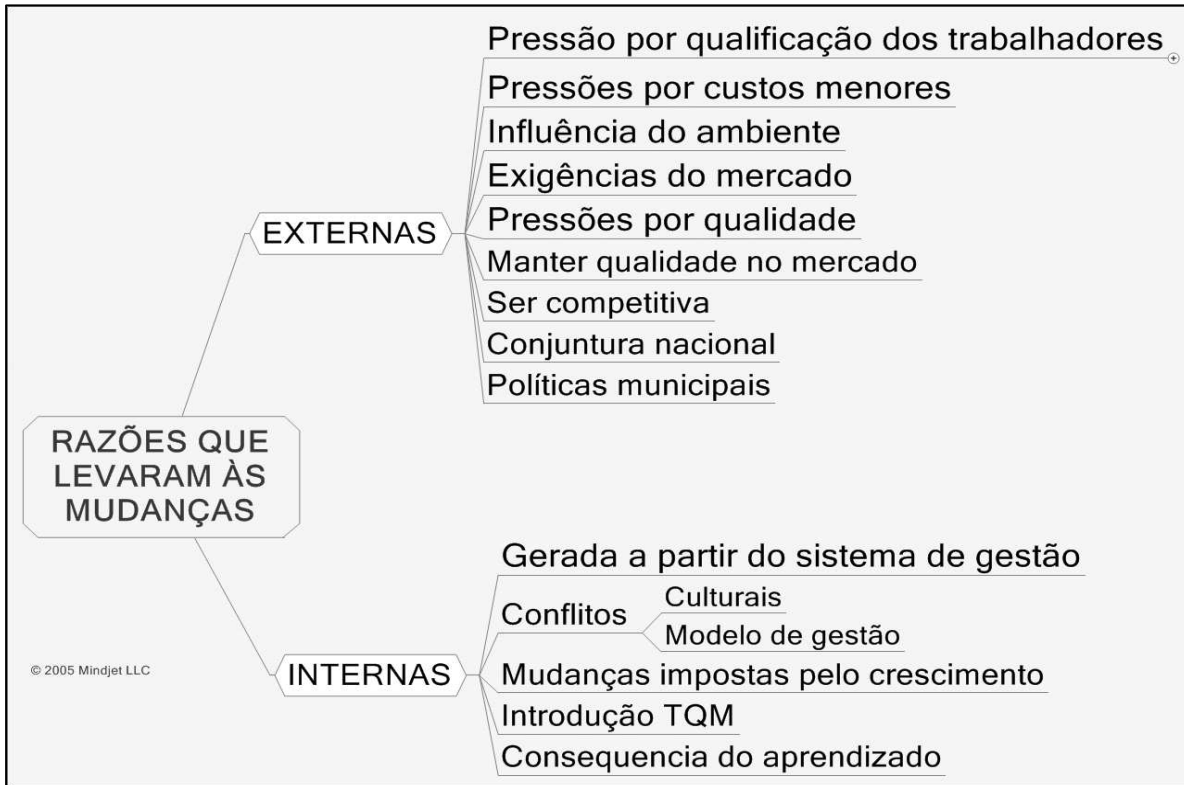 Pressão por qualificação dos trabalhadores
Pressões por custos menores
Influência do ambiente
Exigências do mercado
EXTERNAS
Pressões por qualidade
Manter qualidade no mercado
Ser competitiva
Conjuntura nacional
Políticas municipais
RAZÕES QUE
LEVARAM ÀS
MUDANÇAS
Gerada a partir do sistema de gestão
Conflitos
Culturais
Modelo de gestão
INTERNAS
Mudanças impostas pelo crescimento
Introdução TQM
Consequencia do aprendizado
© 2005 Mindjet LLC